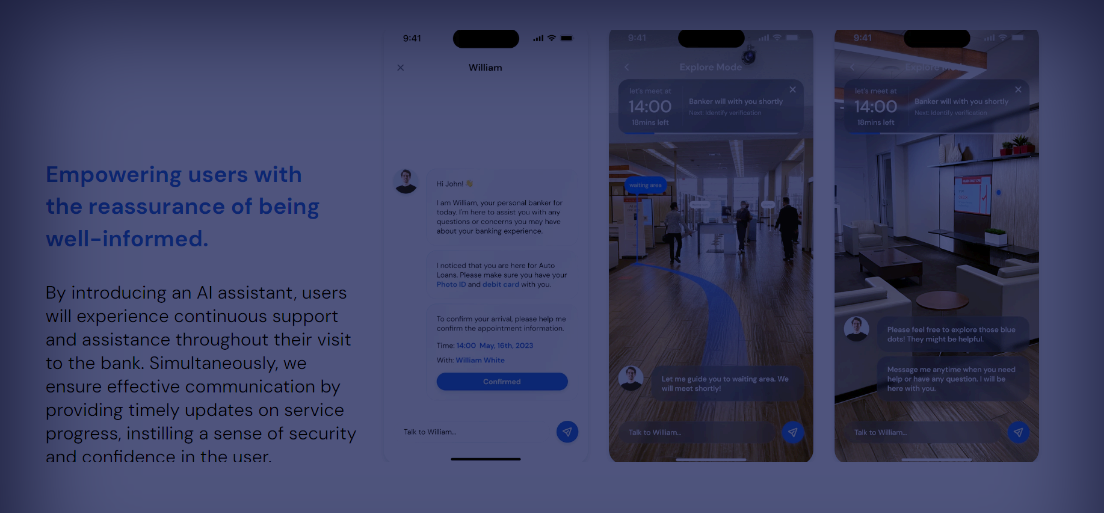 Empowering users with
the reassurance of being
well-informed.
By introducing an AI assistant, users
will experience continuous support
and assistance throughout their visit
to the bank. Simultaneously, we
ensure effective communication by
providing timely updates on service
progress, instilling a sense of security
and confidence in the user.
9:41
William
Hi John! 👋
I am William, your personal banker for
today. I'm here to assist you with any
questions or concerns you may have
about your banking experience.
I noticed that you are here for Auto
Loans. Please make sure you have your
Photo ID and debit card with you.
To confirm your arrival, please help me
confirm the appointment information.
Time: 14:00 May, 16th, 2023
With: William White
Confirmed
Talk to William...
9:41
Explore Mode
let's meet at
14:00
18mins left
Banker will with you shortly
Next: Identify verification
waiting area
Let me guide you to waiting area. We
will meet shortly!
Talk to William...
9:41
Explore Mode
let's meet at
14:00
18mins left
Banker will with you shortly
Next: Identify verification
Please feel free to explore those blue
dots! They might be helpful.
Message me anytime when you need
help or have any question. I will be
here with you.
Talk to William...